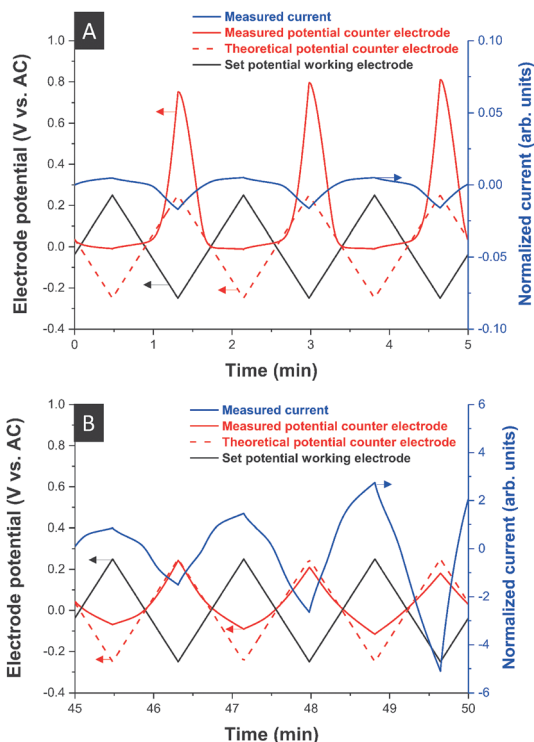 A
Measured current
Measured potential counter electrode
Theoretical potential counter electrode
Set potential working electrode
Electrode potential (V vs. AC)
1.0
0.8
0.6
0.4
0.2
0.0
-0.2
-0.4
0.10
0.05
0.00
-0.05
-0.10
Normalized current (arb. units)
0 1 2 3 4 5
Time (min)
B
Measured current
Measured potential counter electrode
Theoretical potential counter electrode
Set potential working electrode
Electrode potential (V vs. AC)
1.0
0.8
0.6
0.4
0.2
0.0
-0.2
-0.4
6
4
2
0
-2
-4
-6
Normalized current (arb. units)
45 46 47 48 49 50
Time (min)